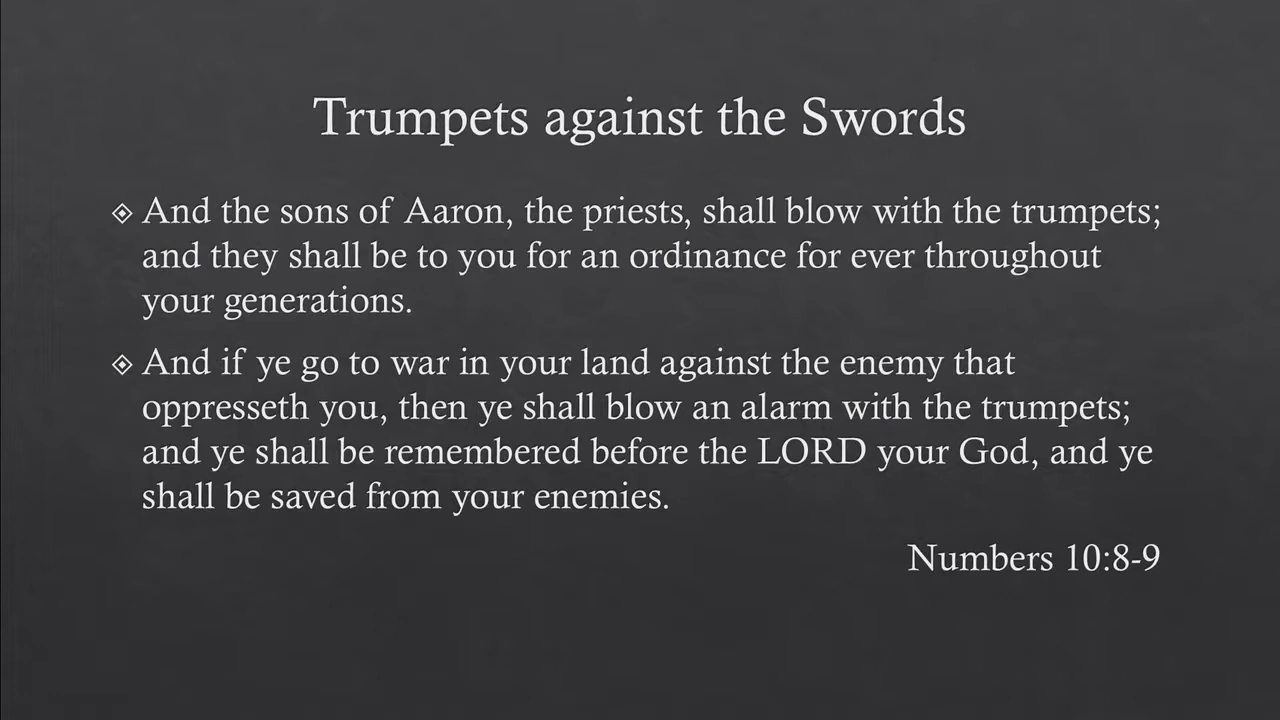 Trumpets against the Swords
And the sons of Aaron, the priests, shall blow with the trumpets;
and they shall be to you for an ordinance for ever throughout
your generations.
And if ye go to war in your land against the enemy that
oppresseth you, then ye shall blow an alarm with the trumpets;
and ye shall be remembered before the LORD your God, and ye
shall be saved from your enemies.
Numbers 10:8-9